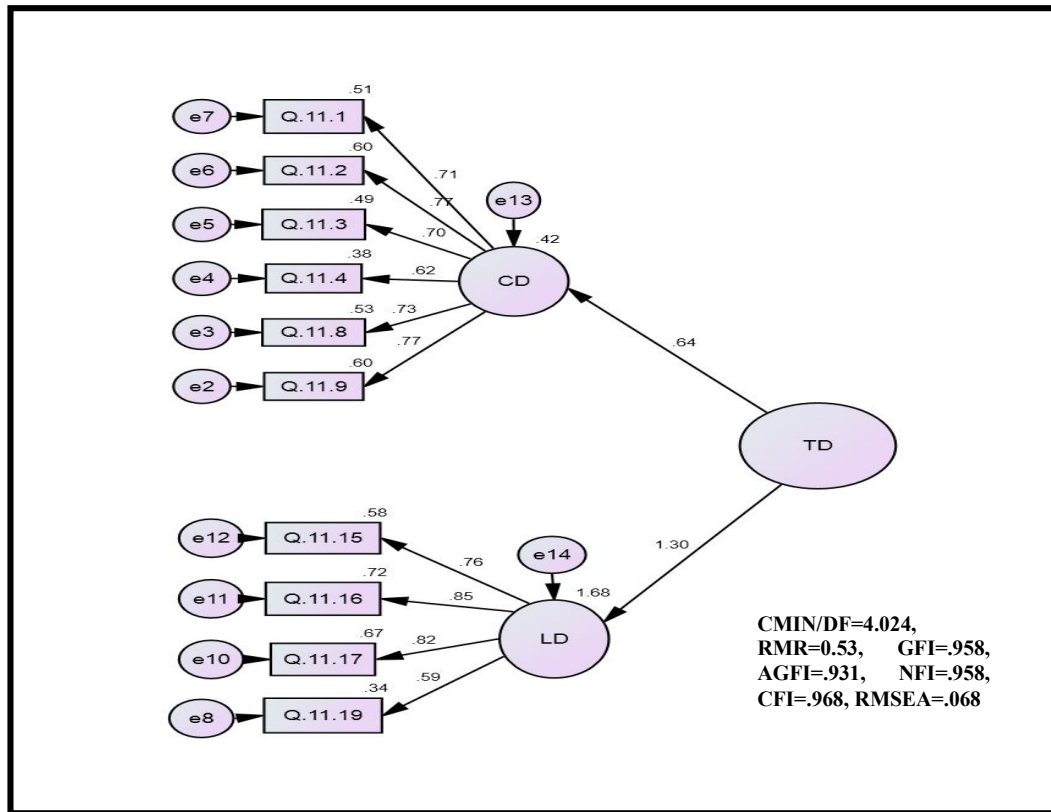 .51
e7 Q.11.1
.71
.60
e6 Q.11.2
.77
.49
e5 Q.11.3
.70
.38
e4 Q.11.4
.62
.53
e3 Q.11.8
.73
.60
e2 Q.11.9
.77
e13
.42
CD
.64
TD
1.30
.58
e12 Q.11.15
.76
.72
e11 Q.11.16
.85
.67
e10 Q.11.17
.82
.34
e8 Q.11.19
.59
e14
1.68
LD
CMIN/DF=4.024,
RMR=0.53, GFI=.958,
AGFI=.931, NFI=.958,
CFI=.968, RMSEA=.068